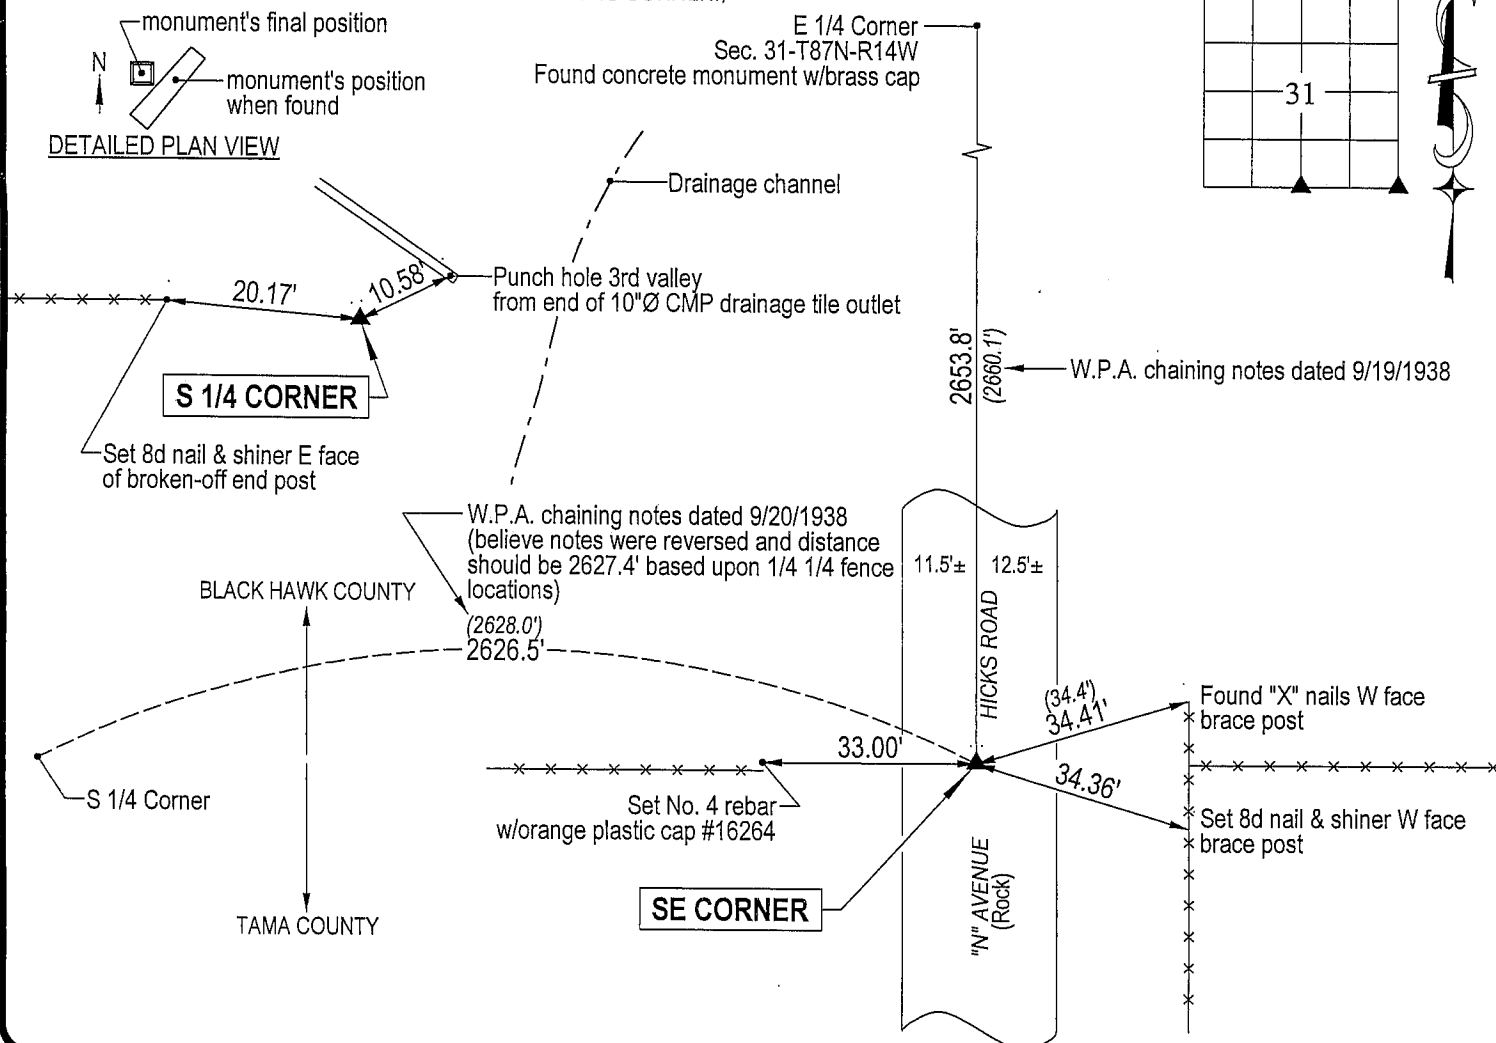 monument's final position
N
monument's position
when found
DETAILED PLAN VIEW
E 1/4 Corner
Sec. 31-T87N-R14W
Found concrete monument w/brass cap
31
Drainage channel
20.17'
10.58'
Punch hole 3rd valley
from end of 10"Ø CMP drainage tile outlet
S 1/4 CORNER
Set 8d nail & shiner E face
of broken-off end post
2653.8'
(2660.1')
W.P.A. chaining notes dated 9/19/1938
W.P.A. chaining notes dated 9/20/1938
(believe notes were reversed and distance
should be 2627.4' based upon 1/4 1/4 fence
locations)
11.5'±
12.5'±
BLACK HAWK COUNTY
(2628.0')
2626.5'
HICKS ROAD
(34.4')
34.41'
Found "X" nails W face
brace post
33.00'
34.36'
S 1/4 Corner
Set No. 4 rebar
w/orange plastic cap #16264
Set 8d nail & shiner W face
brace post
SE CORNER
"N" AVENUE
(Rock)
TAMA COUNTY